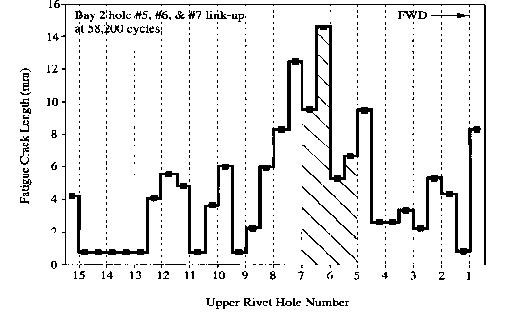 Bay 2 hole #5, #6, & #7 link-up
at 58,200 cycles
FWD
16
14
12
10
8
6
4
2
0
Fatigue Crack Length (mm)
15 14 13 12 11 10 9 8 7 6 5 4 3 2 1
Upper Rivet Hole Number